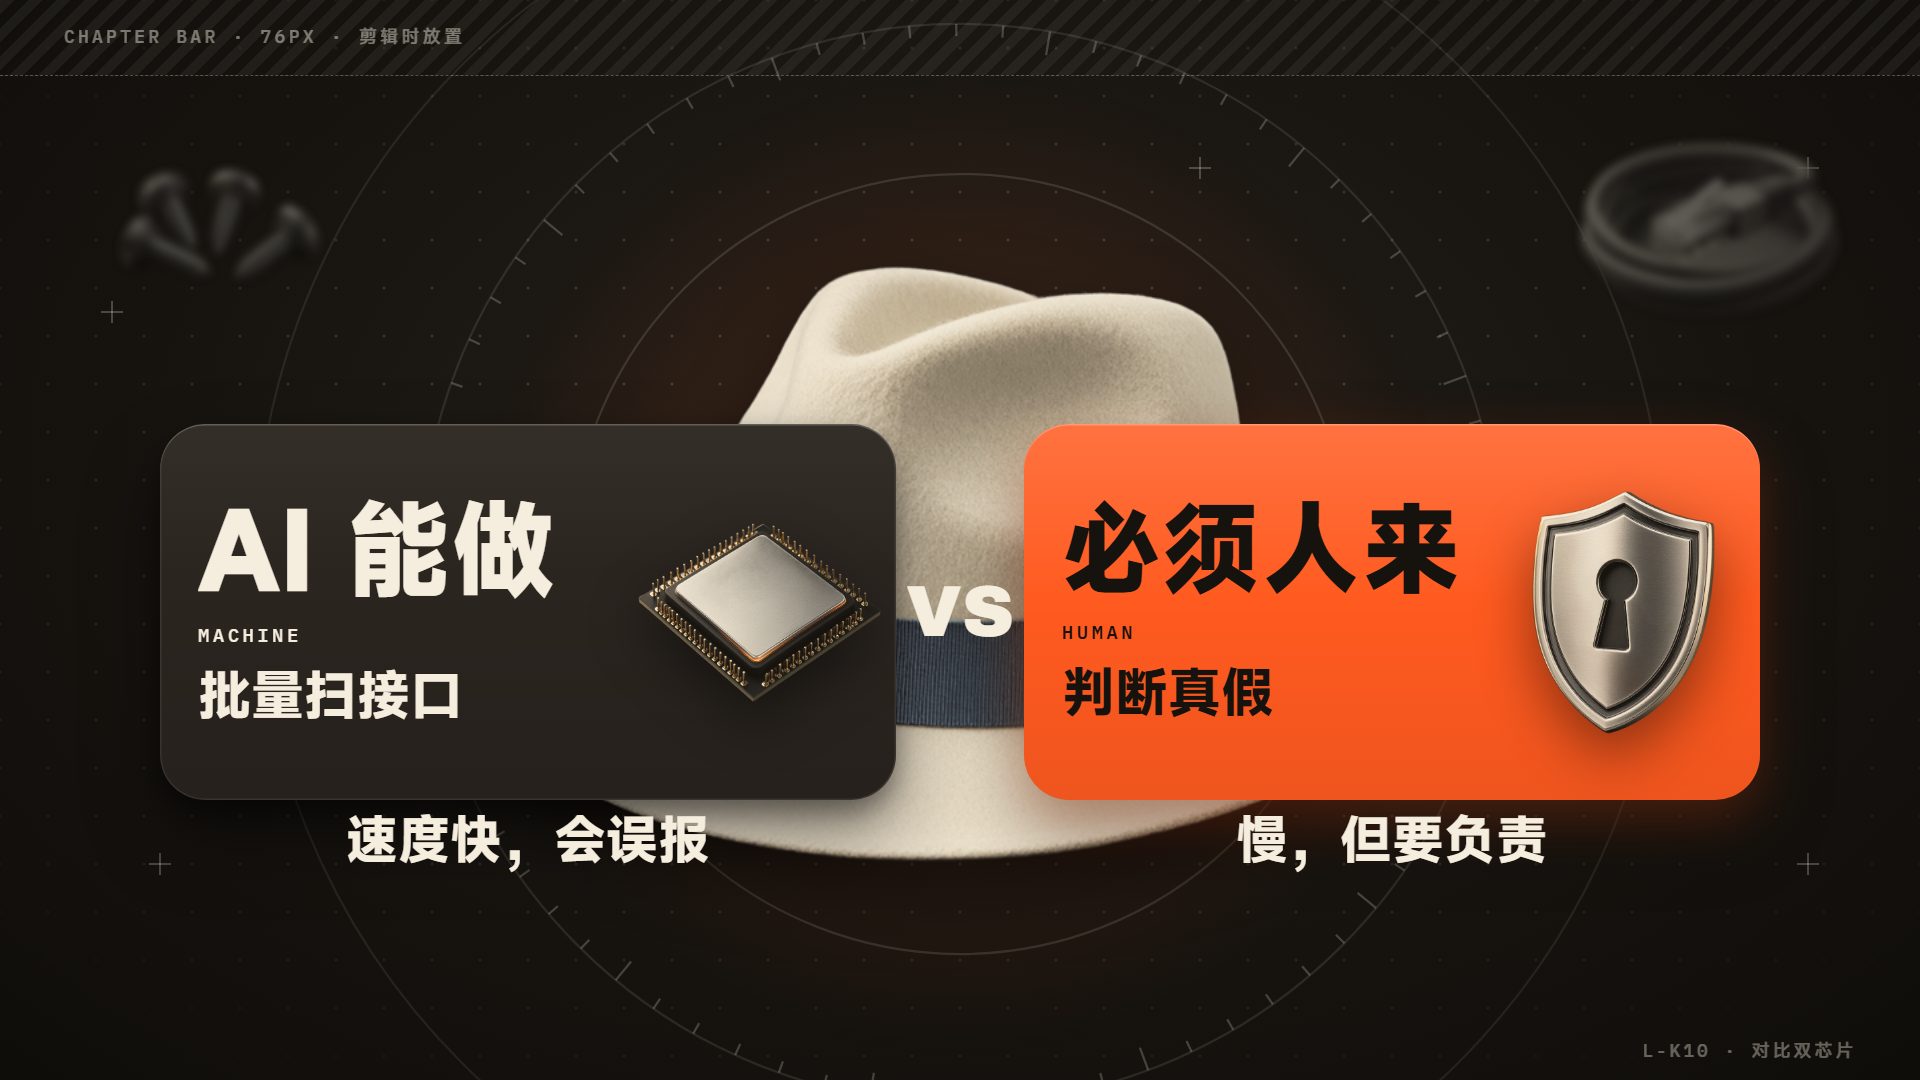 CHAPTER BAR · 76PX · 剪辑时放置
AI 能做
MACHINE
批量扫接口
VS
必须人来
HUMAN
判断真假
速度快，会误报
慢，但要负责
L-K10 · 对比双芯片